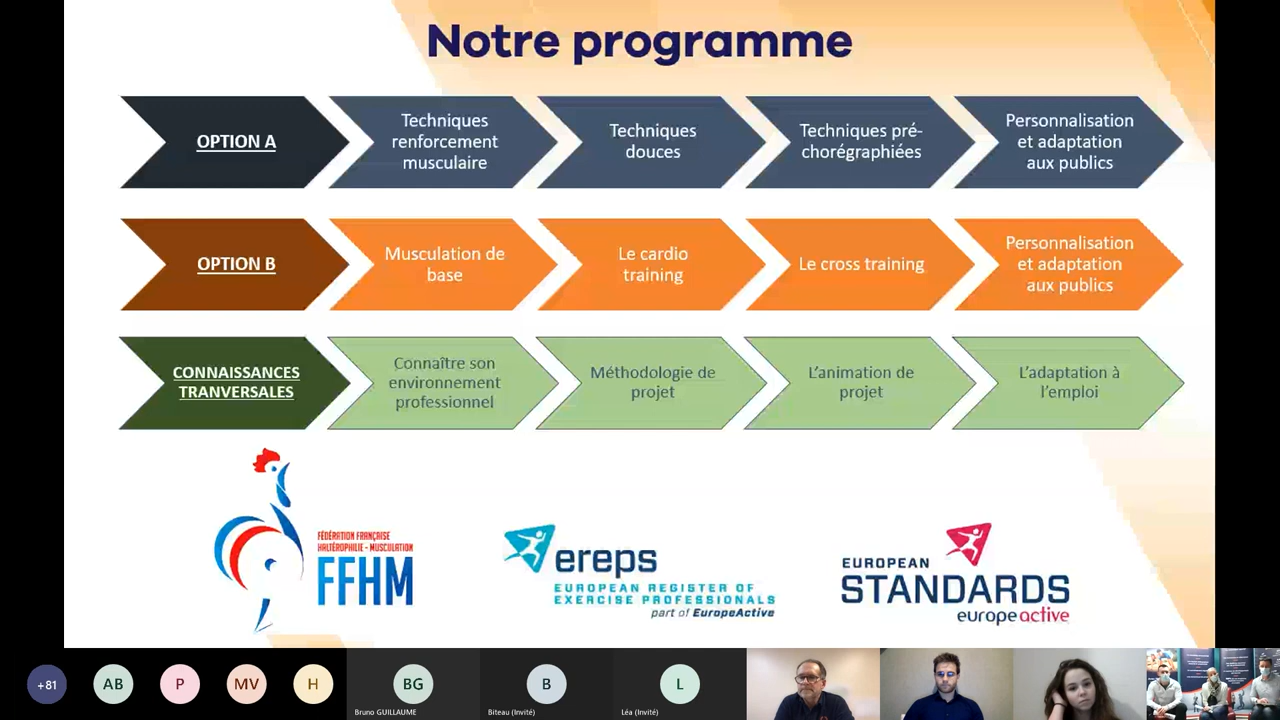 Notre programme
OPTION A
Techniques
renforcement
musculaire
Techniques
douces
Techniques pré-
chorégraphiées
Personnalisation
et adaptation
aux publics
OPTION B
Musculation de
base
Le cardio
training
Le cross training
Personnalisation
et adaptation
aux publics
CONNAISSANCES
TRANVERSALES
Connaître son
environnement
professionnel
Méthodologie de
projet
L'animation de
projet
L'adaptation à
l'emploi
FÉDÉRATION FRANÇAISE
HALTÉROPHILIE - MUSCULATION
FFHM
ereps
EUROPEAN REGISTER OF
EXERCISE PROFESSIONALS
part of EuropeActive
EUROPEAN
STANDARDS
europe active
+81
AB
P
MV
H
BG
Bruno GUILLAUME
B
Biteau (Invité)
L
Léa (Invité)